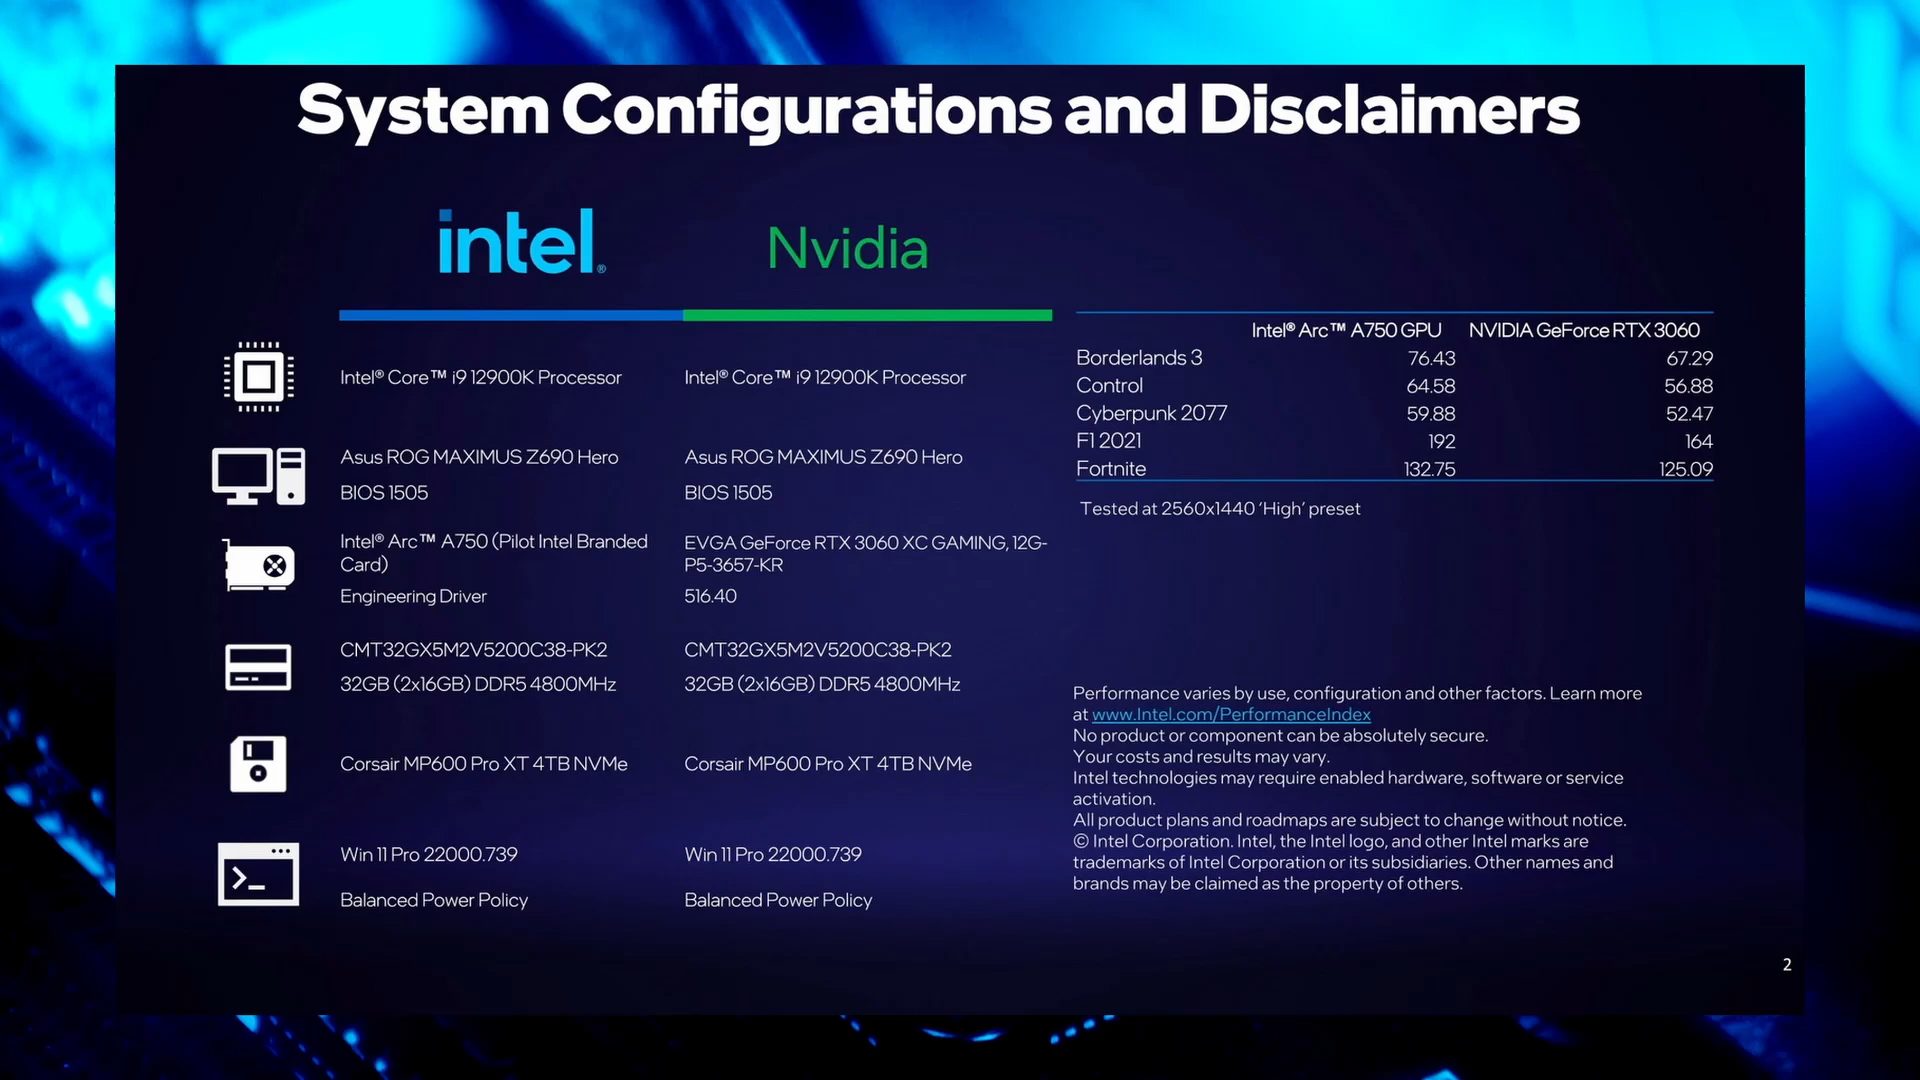 System Configurations and Disclaimers
intel®
Nvidia
Intel® Core™ i9 12900K Processor
Intel® Core™ i9 12900K Processor
Asus ROG MAXIMUS Z690 Hero
BIOS 1505
Asus ROG MAXIMUS Z690 Hero
BIOS 1505
Intel® Arc™ A750 (Pilot Intel Branded
Card)
Engineering Driver
EVGA GeForce RTX 3060 XC GAMING, 12G-
P5-3657-KR
516.40
CMT32GX5M2V5200C38-PK2
32GB (2x16GB) DDR5 4800MHz
CMT32GX5M2V5200C38-PK2
32GB (2x16GB) DDR5 4800MHz
Corsair MP600 Pro XT 4TB NVMe
Corsair MP600 Pro XT 4TB NVMe
Win 11 Pro 22000.739
Balanced Power Policy
Win 11 Pro 22000.739
Balanced Power Policy
Intel® Arc™ A750 GPU NVIDIA GeForce RTX 3060
Borderlands 3 76.43 67.29
Control 64.58 56.88
Cyberpunk 2077 59.88 52.47
F1 2021 192 164
Fortnite 132.75 125.09
Tested at 2560x1440 ‘High’ preset
Performance varies by use, configuration and other factors. Learn more
at www.Intel.com/PerformanceIndex
No product or component can be absolutely secure.
Your costs and results may vary.
Intel technologies may require enabled hardware, software or service
activation.
All product plans and roadmaps are subject to change without notice.
© Intel Corporation. Intel, the Intel logo, and other Intel marks are
trademarks of Intel Corporation or its subsidiaries. Other names and
brands may be claimed as the property of others.
2